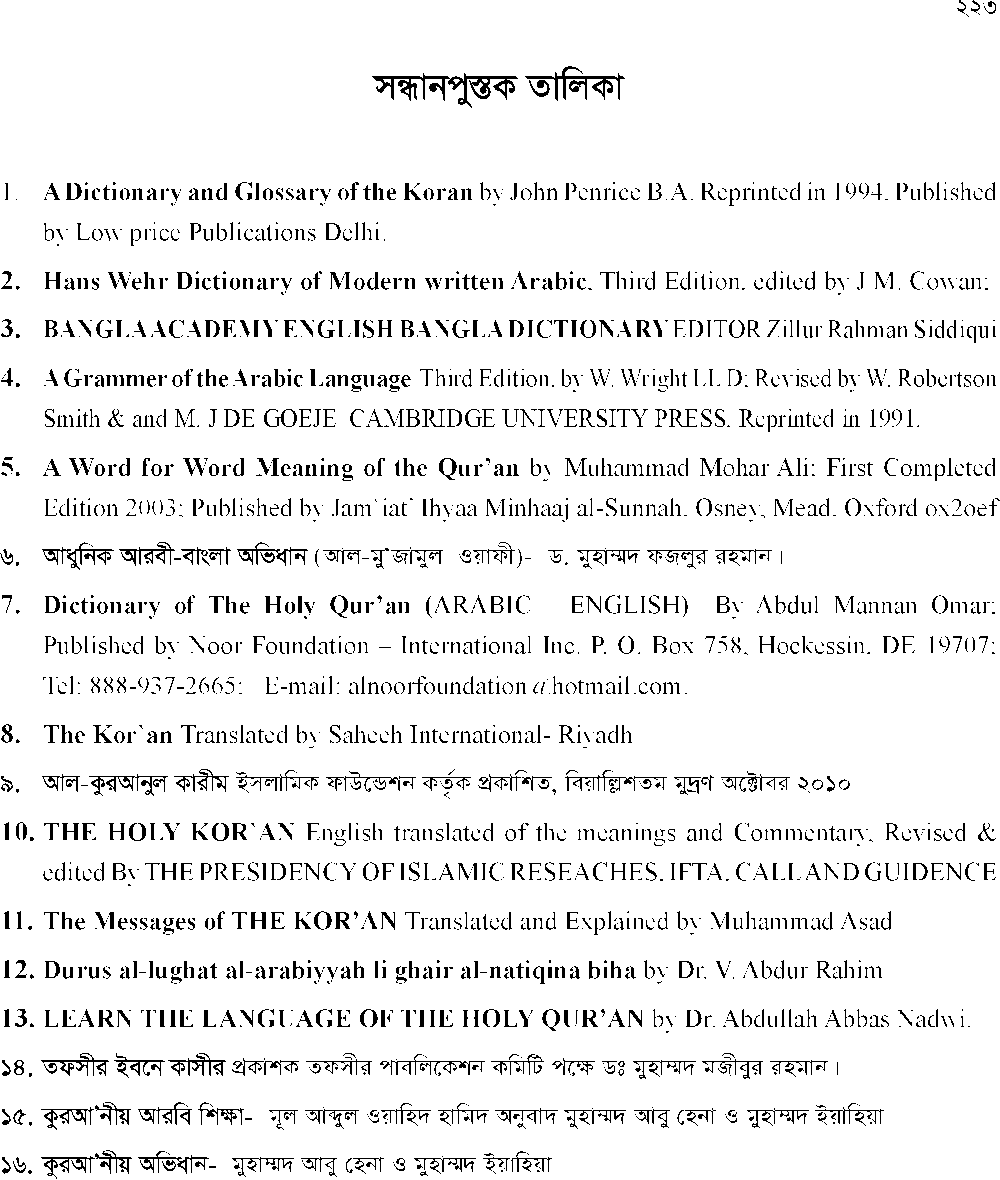 ২২৩
সন্ধানপুস্তক তালিকা
1. A Dictionary and Glossary of the Koran by John Penrice B.A. Reprinted in 1994. Published
by Low price Publications Delhi.
2. Hans Wehr Dictionary of Modern written Arabic, Third Edition, edited by J M. Cowan;
3. BANGLA ACADEMY ENGLISH BANGLA DICTIONARY EDITOR Zillur Rahman Siddiqui
4. A Grammer of the Arabic Language Third Edition, by W. Wright LL D; Revised by W. Robertson
Smith & and M. J DE GOEJE CAMBRIDGE UNIVERSITY PRESS, Reprinted in 1991.
5. A Word for Word Meaning of the Qur'an by Muhammad Mohar Ali; First Completed
Edition 2003; Published by Jam`iat` Ihyaa Minhaaj al-Sunnah, Osney, Mead, Oxford ox2oef
৬. আধুনিক আরবী-বাংলা অভিধান (আল-মু'জামুল ওয়াফী)- ড. মুহাম্মদ ফজলুর রহমান।
7. Dictionary of The Holy Qur'an (ARABIC ENGLISH) By Abdul Mannan Omar;
Published by Noor Foundation – International Inc. P. O. Box 758, Hockessin, DE 19707;
Tel: 888-937-2665; E-mail: alnoorfoundation@hotmail.com.
8. The Kor`an Translated by Saheeh International- Riyadh
৯. আল-কুরআনুল কারীম ইসলামিক ফাউন্ডেশন কর্তৃক প্রকাশিত, বিয়াল্লিশতম মুদ্রণ অক্টোবর ২০১০
10. THE HOLY KOR`AN English translated of the meanings and Commentary, Revised &
edited By THE PRESIDENCY OF ISLAMIC RESEACHES, IFTA, CALL AND GUIDENCE
11. The Messages of THE KOR'AN Translated and Explained by Muhammad Asad
12. Durus al-lughat al-arabiyyah li ghair al-natiqina biha by Dr. V. Abdur Rahim
13. LEARN THE LANGUAGE OF THE HOLY QUR'AN by Dr. Abdullah Abbas Nadwi.
১৪. তফসীর ইবনে কাসীর প্রকাশক তফসীর পাবলিকেশন কমিটি পক্ষে ডঃ মুহাম্মদ মজীবুর রহমান।
১৫. কুরআ'নীয় আরবি শিক্ষা- মূল আব্দুল ওয়াহিদ হামিদ অনুবাদ মুহাম্মদ আবু হেনা ও মুহাম্মদ ইয়াহিয়া
১৬. কুরআ'নীয় অভিধান- মুহাম্মদ আবু হেনা ও মুহাম্মদ ইয়াহিয়া